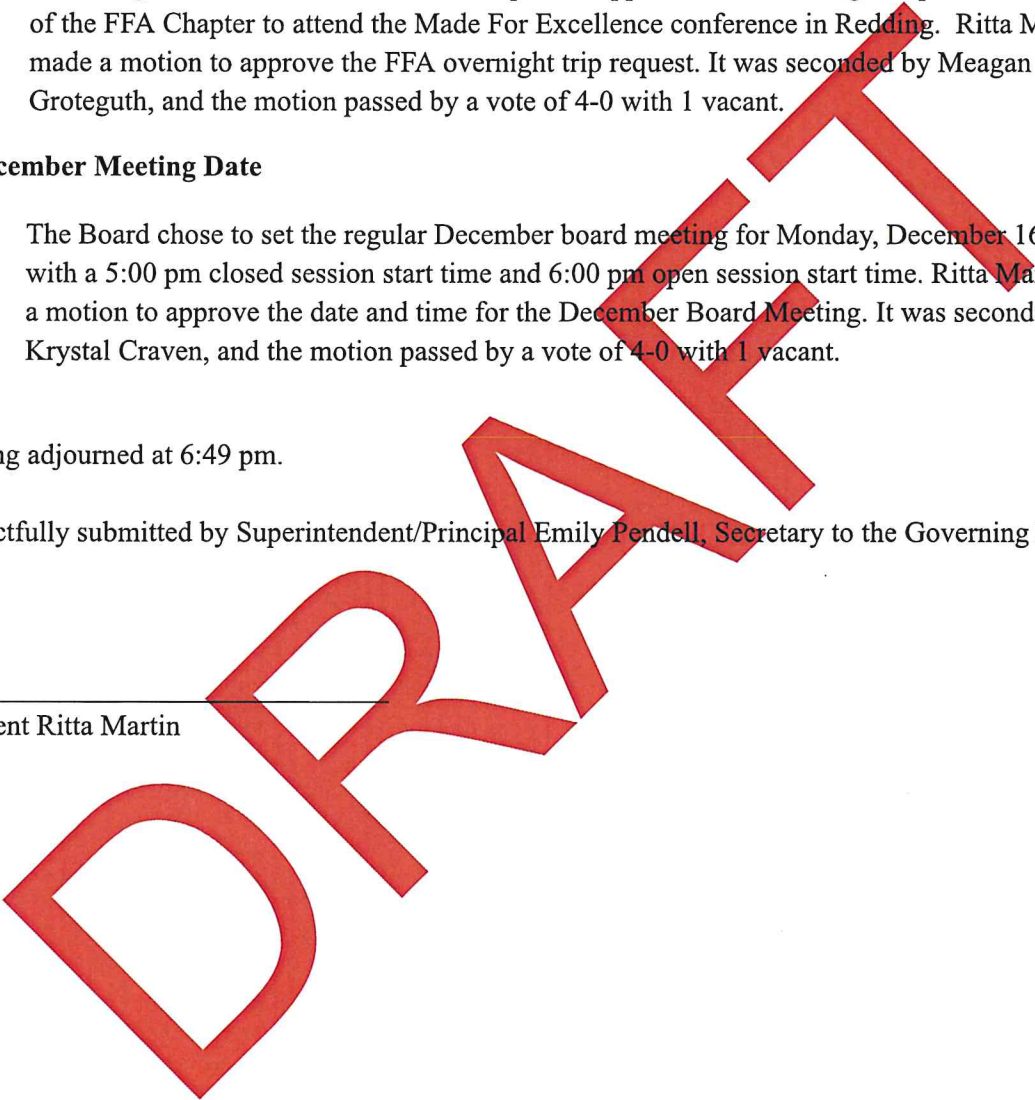 of the FFA Chapter to attend the Made For Excellence conference in Redding. Ritta M
made a motion to approve the FFA overnight trip request. It was seconded by Meagan
Groteguth, and the motion passed by a vote of 4-0 with 1 vacant.
cember Meeting Date
The Board chose to set the regular December board meeting for Monday, December 16
with a 5:00 pm closed session start time and 6:00 pm open session start time. Ritta Ma
a motion to approve the date and time for the December Board Meeting. It was second
Krystal Craven, and the motion passed by a vote of 4-0 with 1 vacant.
ng adjourned at 6:49 pm.
ctfully submitted by Superintendent/Principal Emily Pendell, Secretary to the Governing
ent Ritta Martin
DRAFT